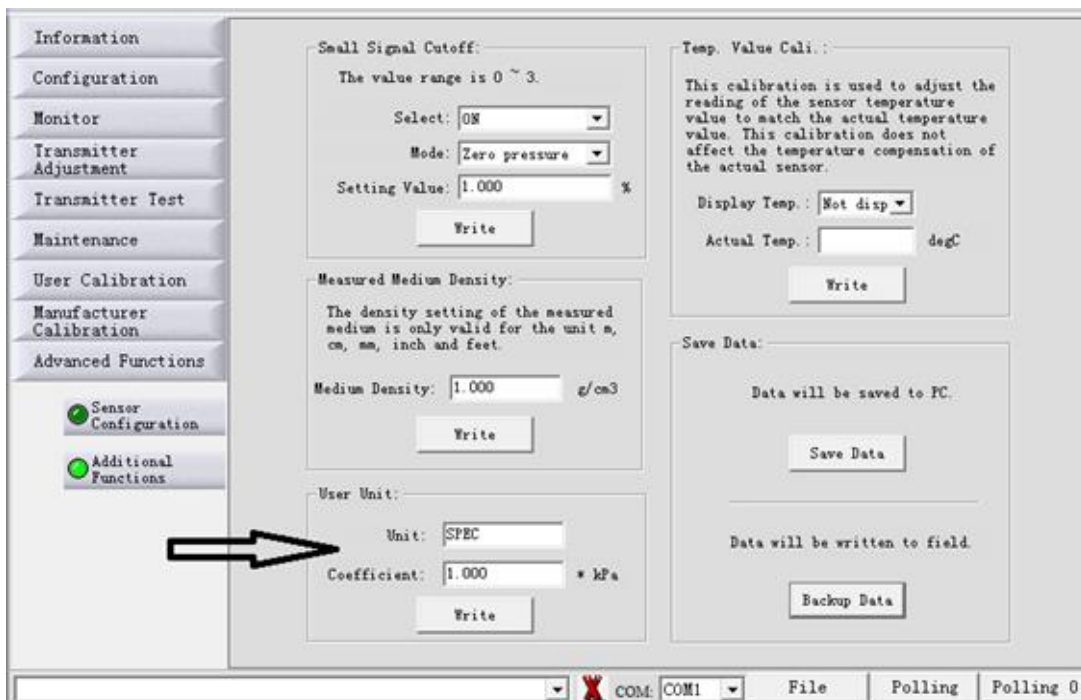 Information
Configuration
Monitor
Transmitter
Adjustment
Transmitter Test
Maintenance
User Calibration
Manufacturer
Calibration
Advanced Functions
Sensor
Configuration
Additional
Functions
Small Signal Cutoff:
The value range is 0 ~ 3.
Select: ON
Mode: Zero pressure
Setting Value: 1.000 %
Write
Measured Medium Density:
The density setting of the measured
medium is only valid for the unit m,
cm, mm, inch and feet.
Medium Density: 1.000 g/cm3
Write
User Unit:
Unit: SPEC
Coefficient: 1.000 * kPa
Write
Temp. Value Cali.:
This calibration is used to adjust the
reading of the sensor temperature
value to match the actual temperature
value. This calibration does not
affect the temperature compensation of
the actual sensor.
Display Temp.: Not disp
Actual Temp.: degC
Write
Save Data:
Data will be saved to PC.
Save Data
Data will be written to field.
Backup Data
COM: COM1 File Polling Polling 0